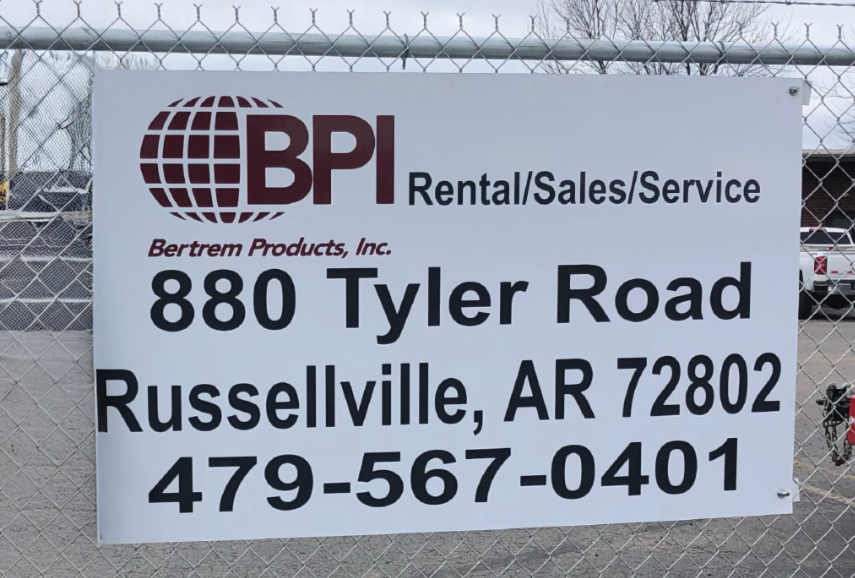 BPI Rental/Sales/Service
Bertrem Products, Inc.
880 Tyler Road
Russellville, AR 72802
479-567-0401